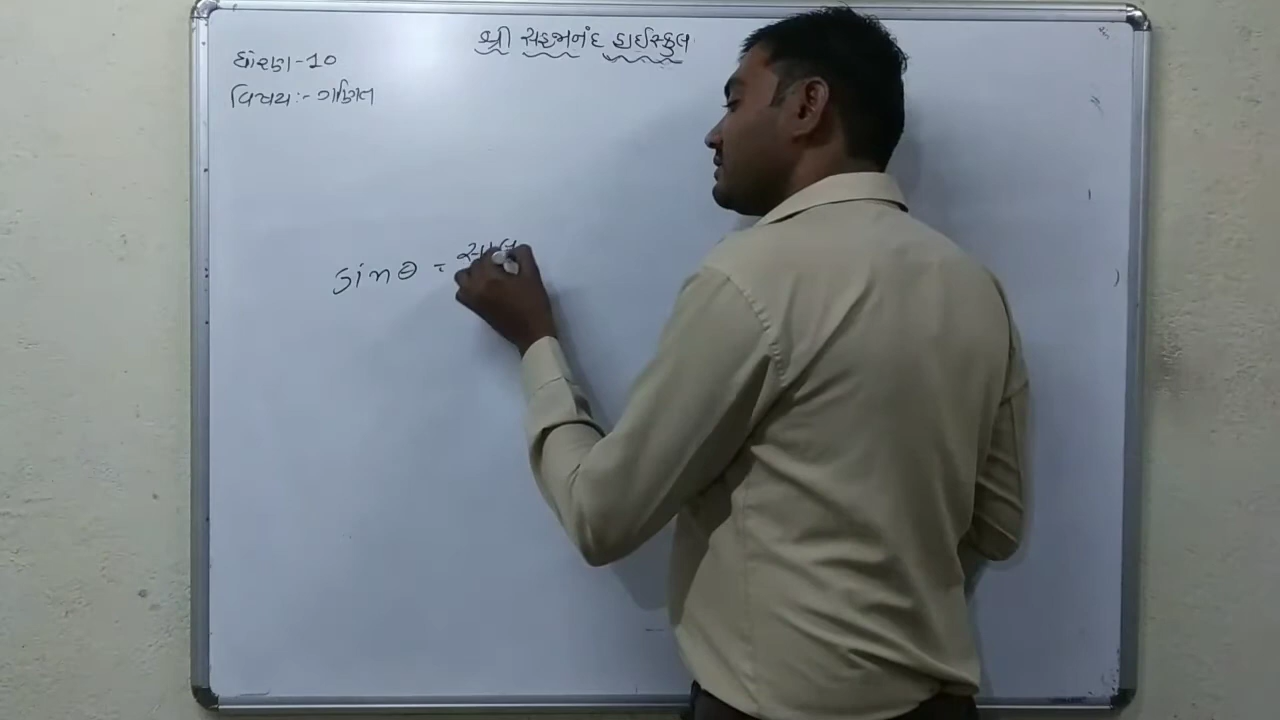 શ્રી સહજાનંદ હાઈસ્કુલ
ધોરણ-10
વિષય:- ગણિત
sinθ =